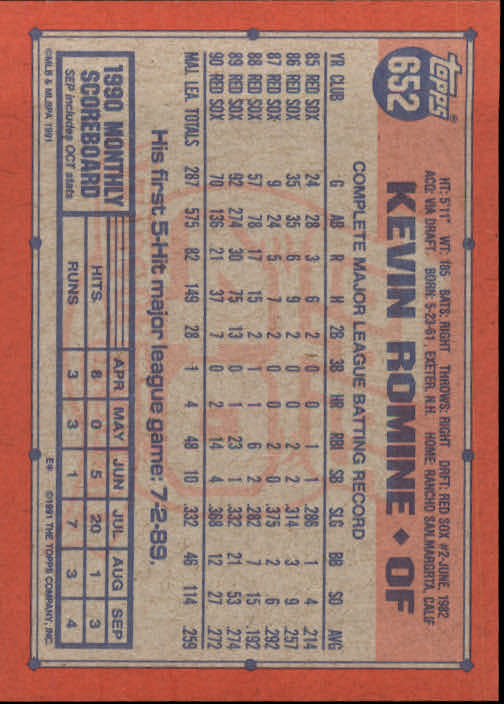 Topps®
652
KEVIN ROMINE ◆ OF
HT: 5'11" WT: 185 BATS: RIGHT THROWS: RIGHT DRFT: RED SOX #2-JUNE, 1982
ACQ: VIA DRAFT BORN: 5-23-61, EXETER, N.H. HOME: RANCHO SAN MARGRTA, CALIF
COMPLETE MAJOR LEAGUE BATTING RECORD
YR CLUB G AB R H 2B 3B HR RBI SB SLG BB SO AVG
85 RED SOX 24 28 3 6 2 0 0 1 1 .286 1 4 .214
86 RED SOX 35 35 6 9 2 0 0 2 2 .314 3 9 .257
87 RED SOX 9 24 5 7 2 0 0 2 0 .375 2 6 .292
88 RED SOX 57 78 17 15 2 1 1 6 2 .282 7 15 .192
89 RED SOX 92 274 30 75 13 0 1 23 1 .332 21 53 .274
90 RED SOX 70 136 21 37 7 0 2 14 4 .368 12 27 .272
MAJ. LEA. TOTALS 287 575 82 149 28 1 4 48 10 .332 46 114 .259
His first 5-Hit major league game: 7-2-89.
1990 MONTHLY SCOREBOARD
SEP includes OCT stats
APR MAY JUN JUL AUG SEP
HITS 8 0 5 20 1 3
RUNS 3 3 1 7 3 4
©MLB & MLBPA 1991
E* ©1991 THE TOPPS COMPANY, INC.